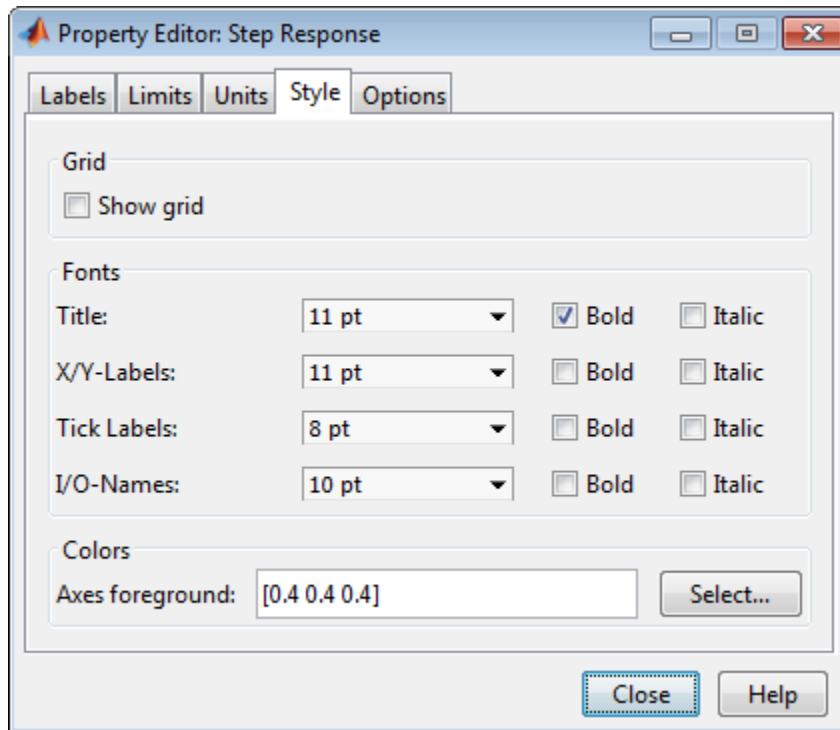 Property Editor: Step Response
Labels Limits Units Style Options
Grid
Show grid
Fonts
Title: 11 pt Bold Italic
X/Y-Labels: 11 pt Bold Italic
Tick Labels: 8 pt Bold Italic
I/O-Names: 10 pt Bold Italic
Colors
Axes foreground: [0.4 0.4 0.4] Select...
Close Help